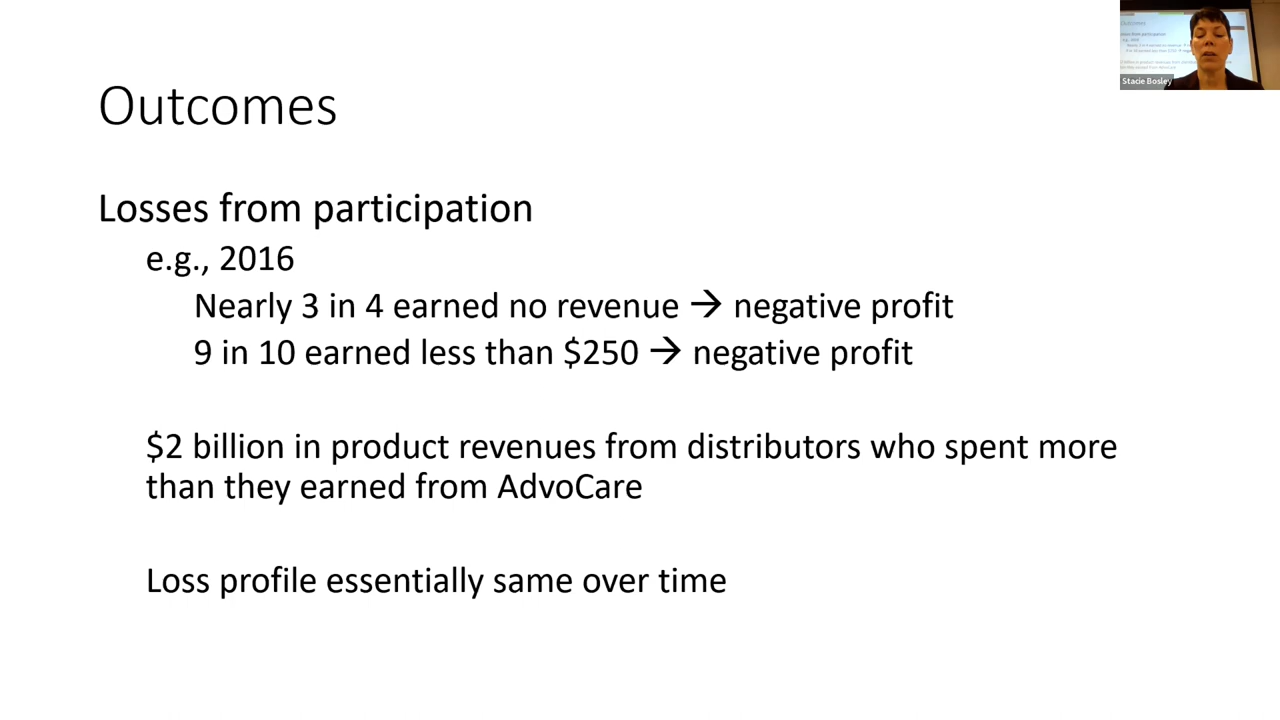 Outcomes
Losses from participation
e.g., 2016
Nearly 3 in 4 earned no revenue → negative profit
9 in 10 earned less than $250 → negative profit
$2 billion in product revenues from distributors who spent more
than they earned from AdvoCare
Loss profile essentially same over time
Stacie Bosley